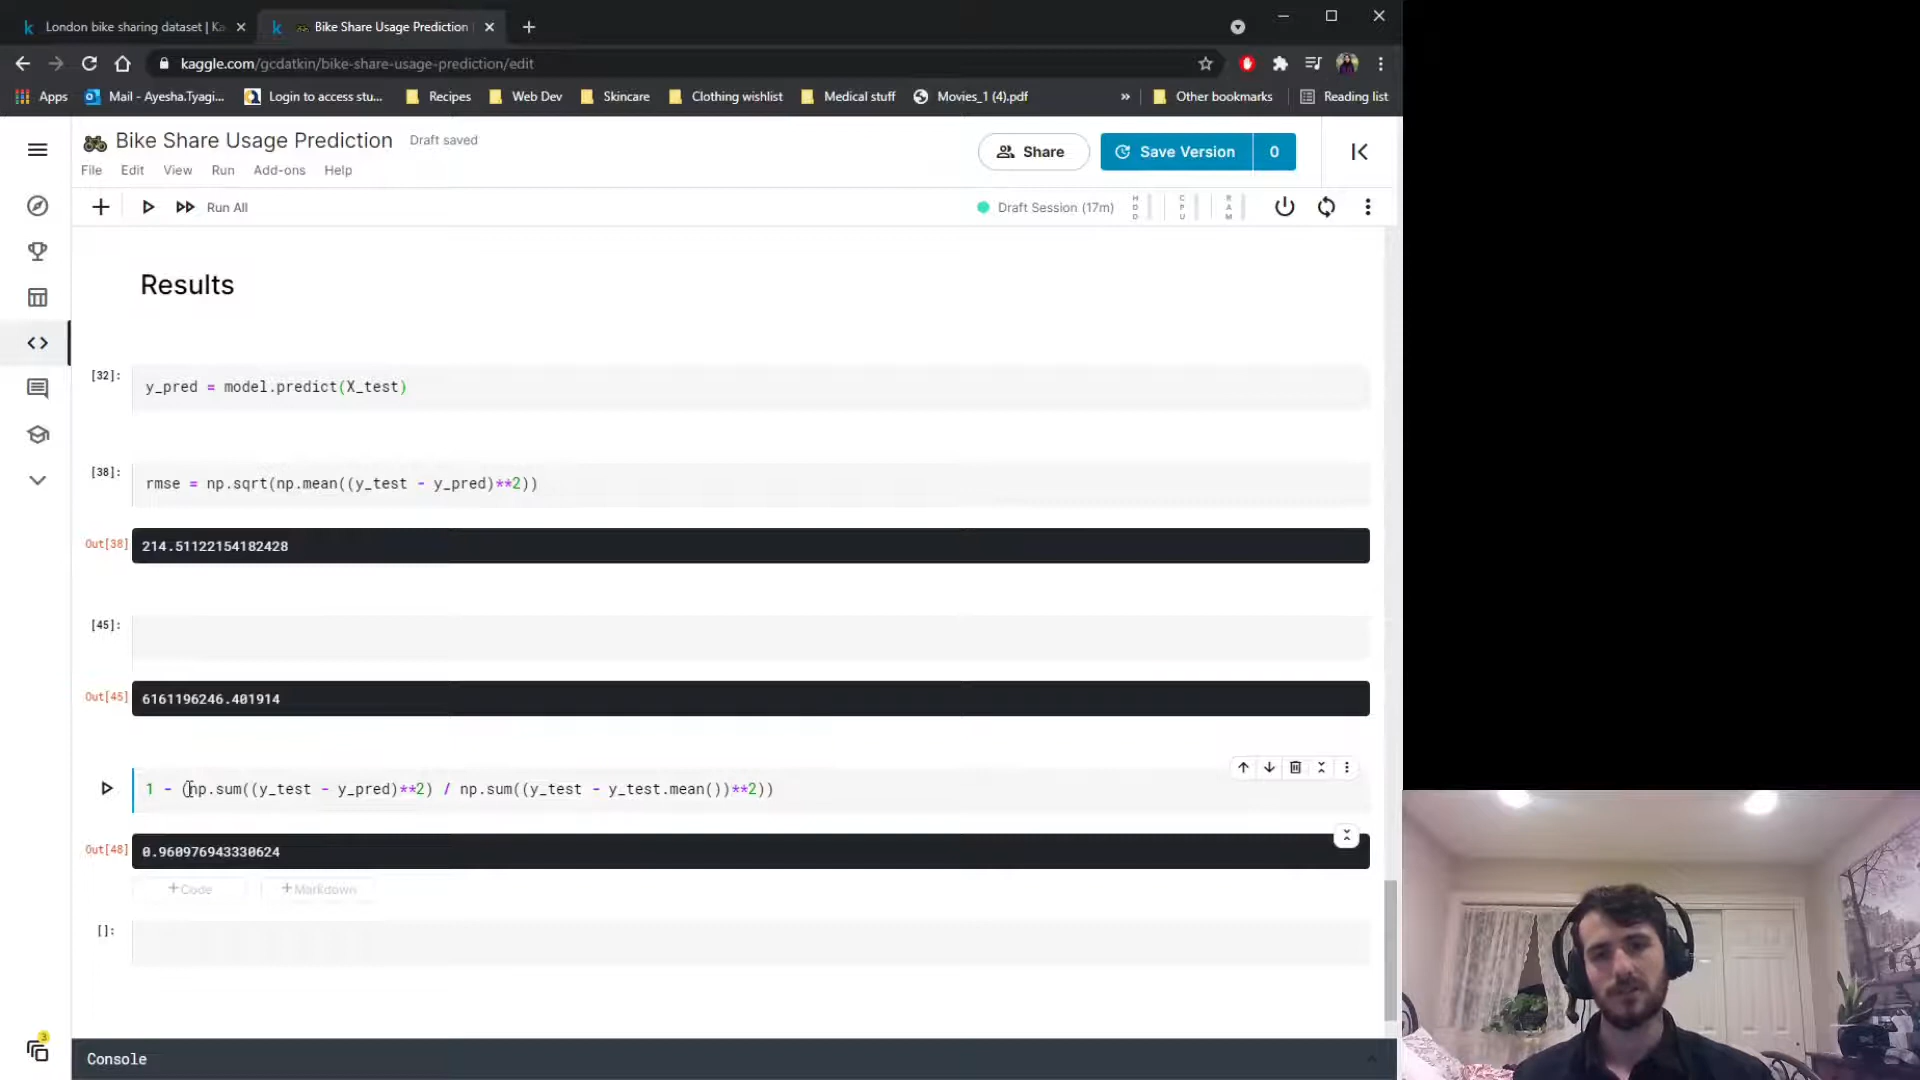 London bike sharing dataset | Ka
Bike Share Usage Prediction
kaggle.com/gcdatkin/bike-share-usage-prediction/edit
Apps
Mail - Ayesha.Tyagi...
Login to access stu...
Recipes
Web Dev
Skincare
Clothing wishlist
Medical stuff
Movies_1 (4).pdf
»
Other bookmarks
Reading list
Bike Share Usage Prediction
Draft saved
Share
Save Version
0
File
Edit
View
Run
Add-ons
Help
Run All
Draft Session (17m)
HDD
CPU
RAM
Results
[32]:
y_pred = model.predict(X_test)
[38]:
rmse = np.sqrt(np.mean((y_test - y_pred)**2))
Out[38]
214.51122154182428
[45]:
Out[45]
6161196246.401914
1 - (np.sum((y_test - y_pred)**2) / np.sum((y_test - y_test.mean())**2))
Out[48]
0.960976943330624
+Code
+Markdown
[]:
3
Console